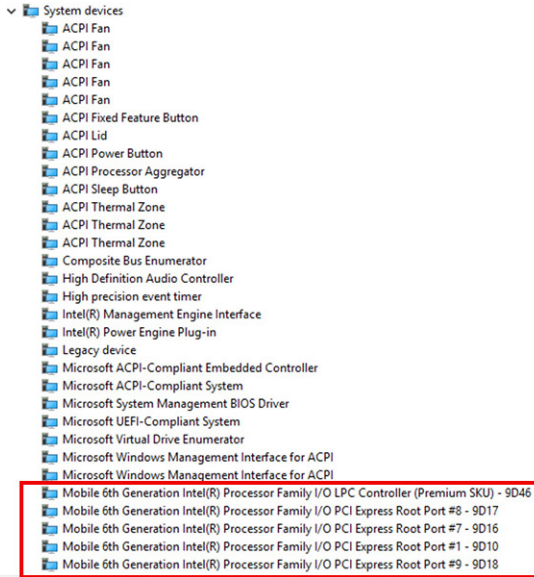 System devices
ACPI Fan
ACPI Fan
ACPI Fan
ACPI Fan
ACPI Fan
ACPI Fixed Feature Button
ACPI Lid
ACPI Power Button
ACPI Processor Aggregator
ACPI Sleep Button
ACPI Thermal Zone
ACPI Thermal Zone
ACPI Thermal Zone
Composite Bus Enumerator
High Definition Audio Controller
High precision event timer
Intel(R) Management Engine Interface
Intel(R) Power Engine Plug-in
Legacy device
Microsoft ACPI-Compliant Embedded Controller
Microsoft ACPI-Compliant System
Microsoft System Management BIOS Driver
Microsoft UEFI-Compliant System
Microsoft Virtual Drive Enumerator
Microsoft Windows Management Interface for ACPI
Microsoft Windows Management Interface for ACPI
Mobile 6th Generation Intel(R) Processor Family I/O LPC Controller (Premium SKU) - 9D46
Mobile 6th Generation Intel(R) Processor Family I/O PCI Express Root Port #8 - 9D17
Mobile 6th Generation Intel(R) Processor Family I/O PCI Express Root Port #7 - 9D16
Mobile 6th Generation Intel(R) Processor Family I/O PCI Express Root Port #1 - 9D10
Mobile 6th Generation Intel(R) Processor Family I/O PCI Express Root Port #9 - 9D18